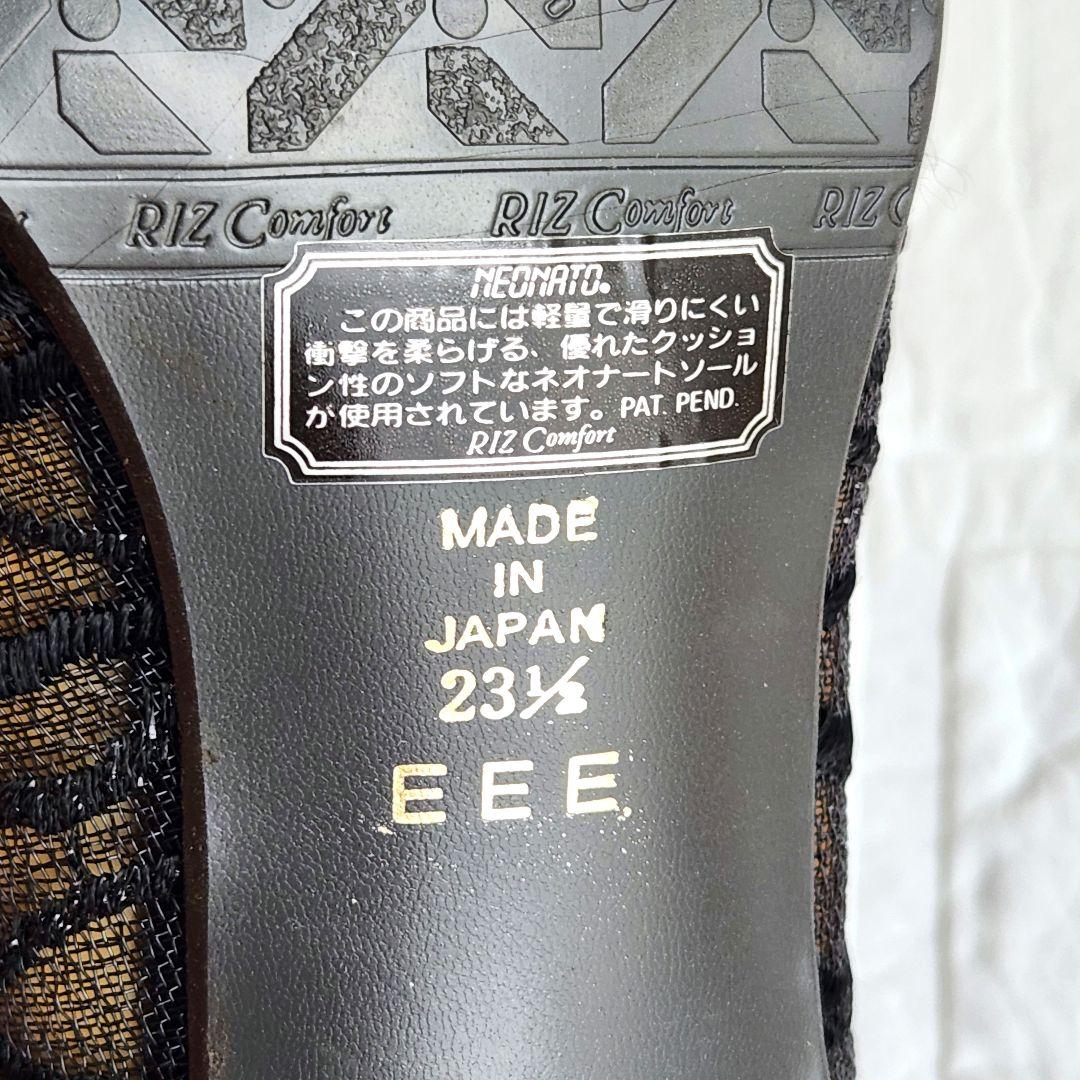 RIZ Comfort RIZ Comfort RIZ C
NEONATO®
この商品には軽量で滑りにくい
衝撃を柔らげる、優れたクッショ
ン性のソフトなネオナートソール
が使用されています。PAT. PEND.
RIZ Comfort
MADE
IN
JAPAN
23½
EEE